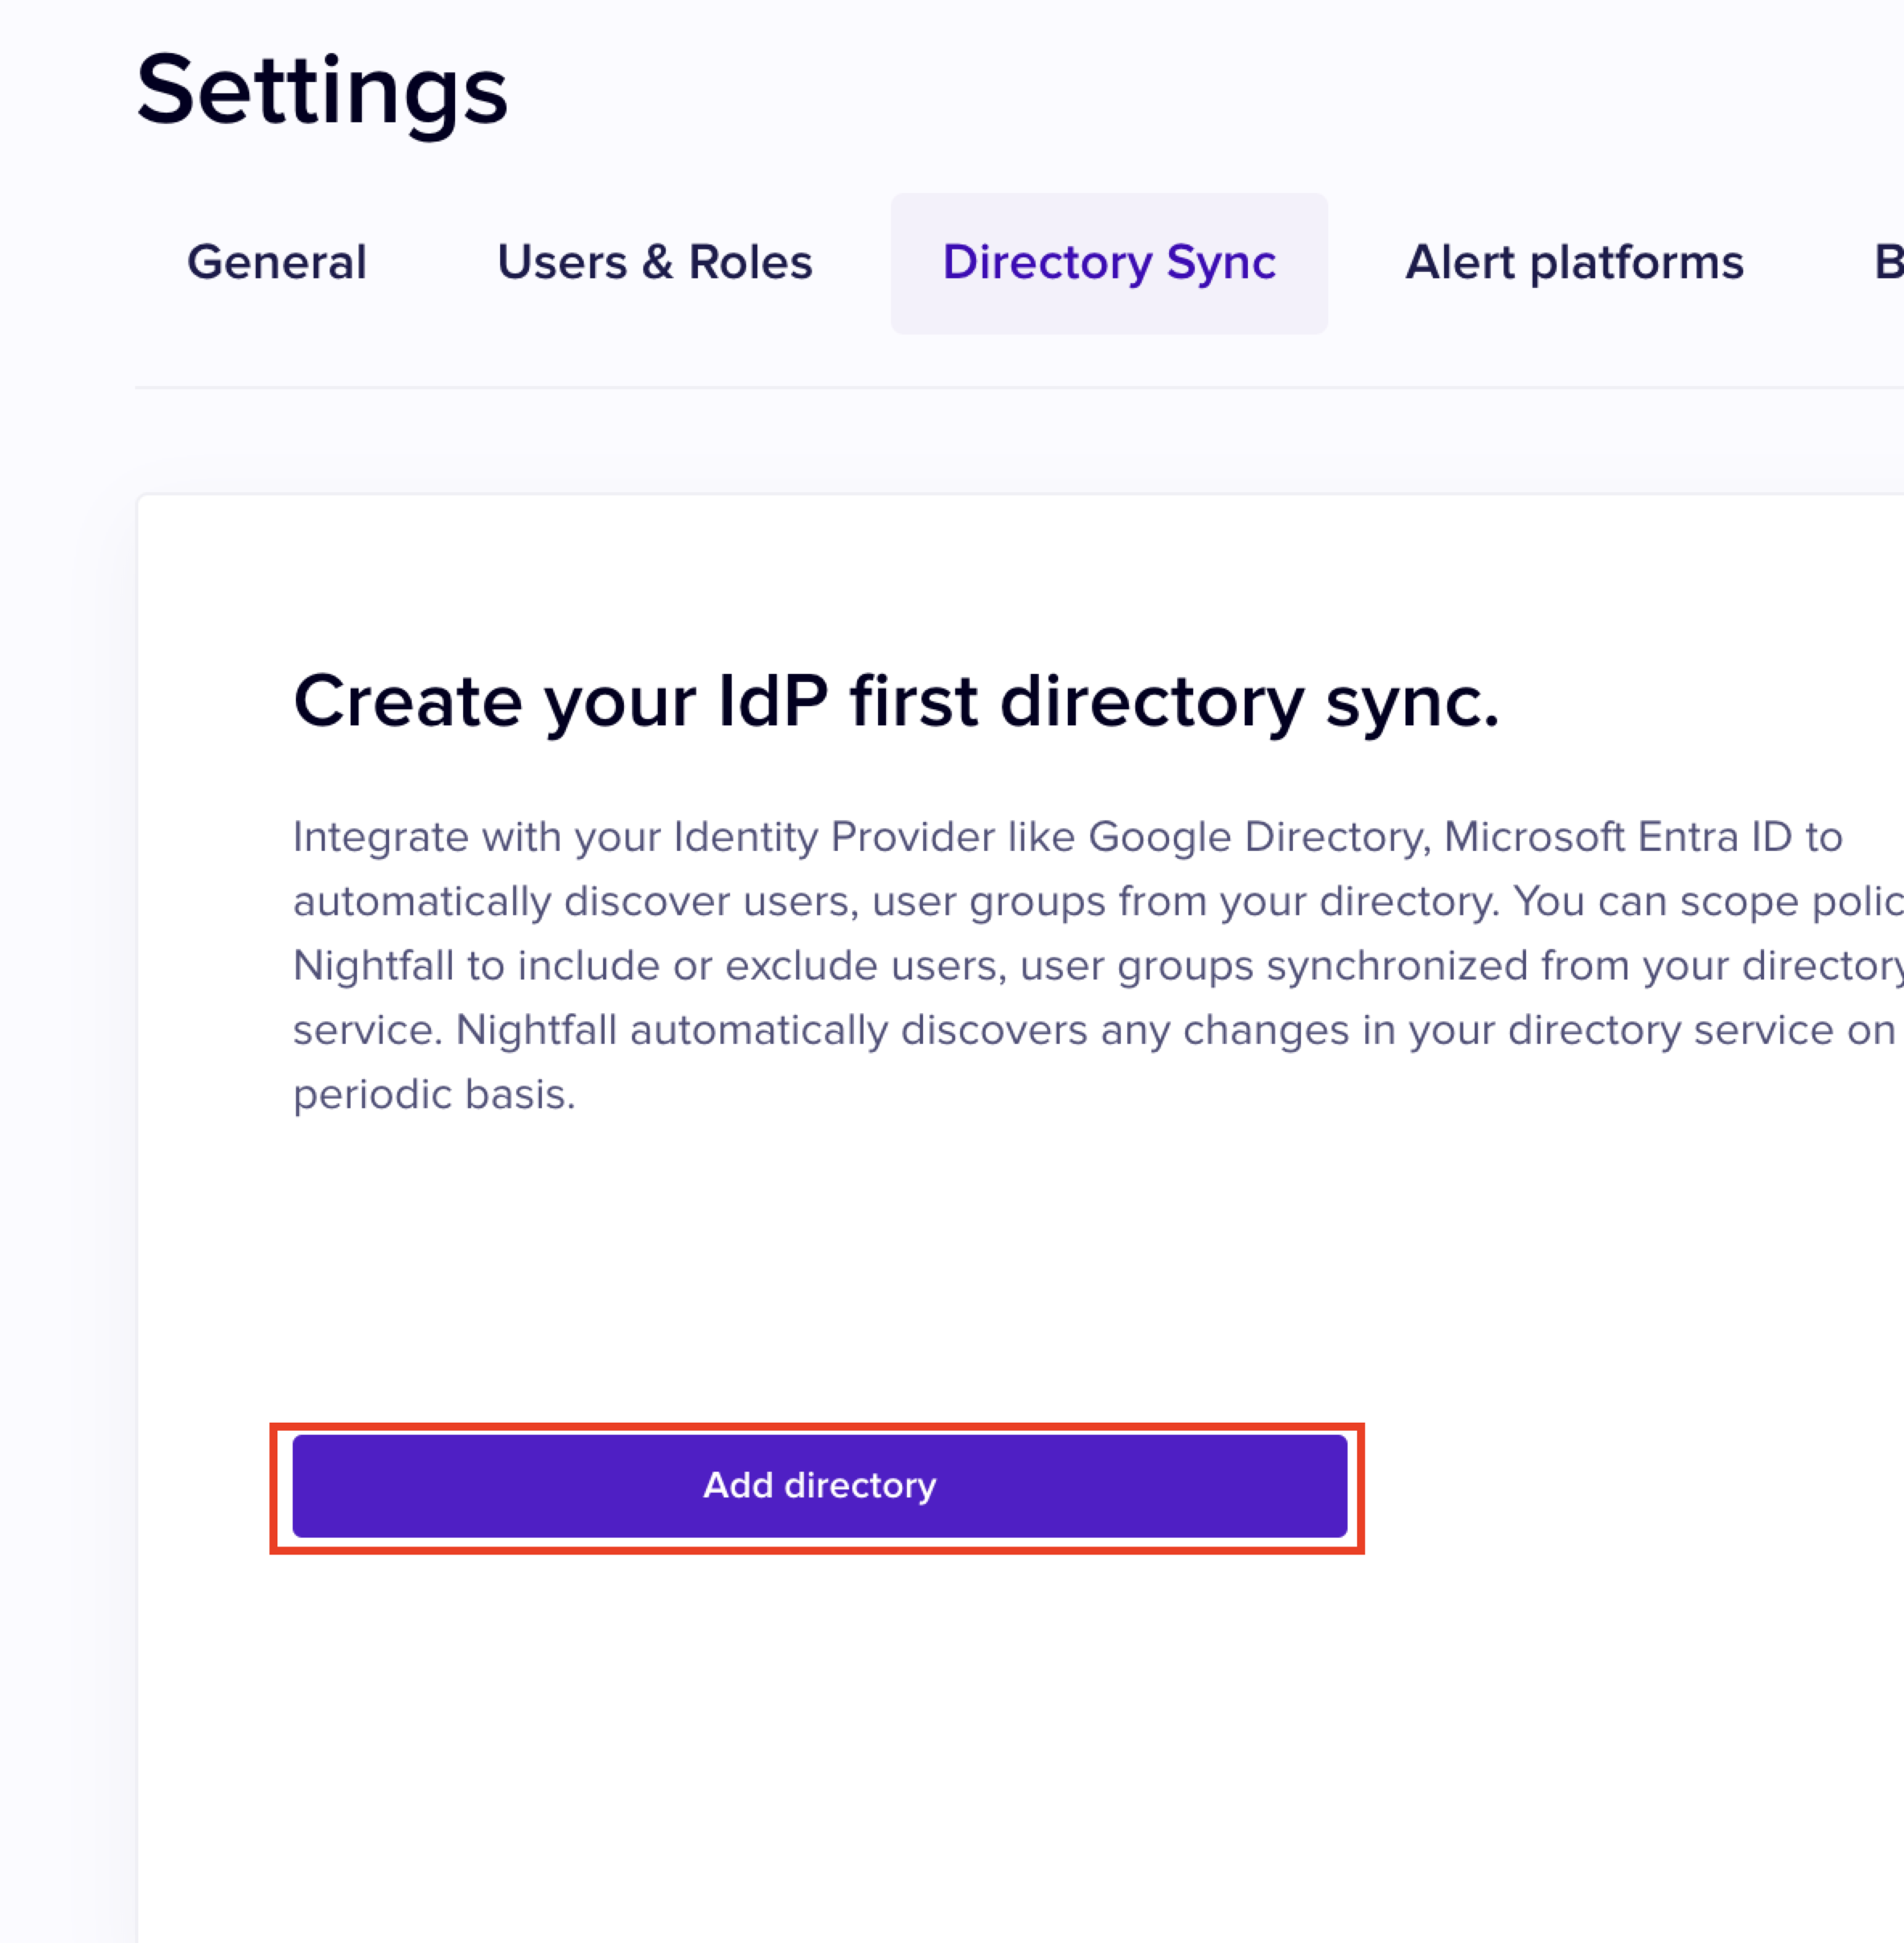 Settings
General Users & Roles Directory Sync Alert platforms
Create your IdP first directory sync.
Integrate with your Identity Provider like Google Directory, Microsoft Entra ID to
automatically discover users, user groups from your directory. You can scope
Nightfall to include or exclude users, user groups synchronized from your directory
service. Nightfall automatically discovers any changes in your directory service on
periodic basis.
Add directory